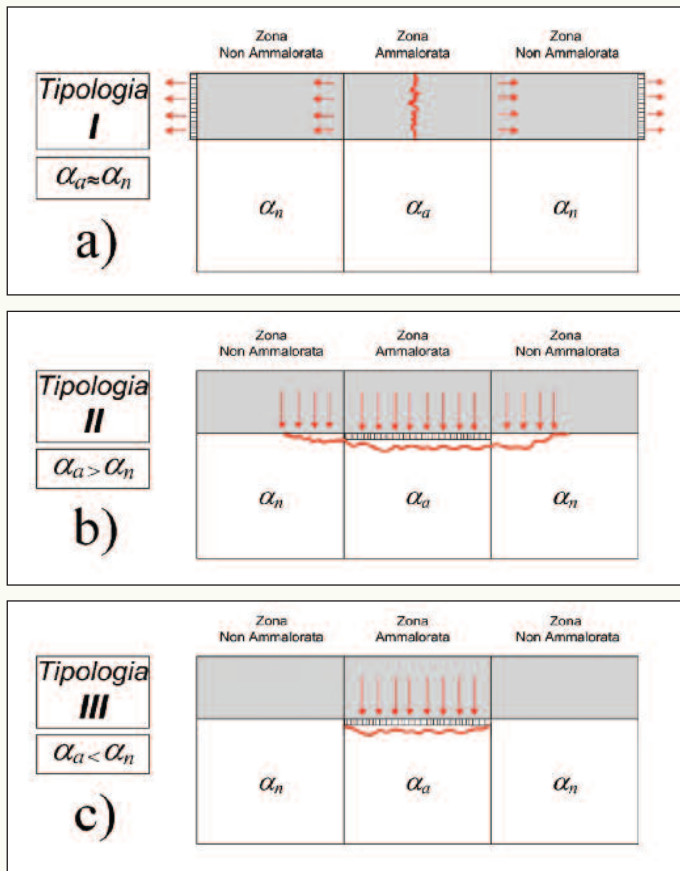 Zona
Non Ammalorata
Zona
Ammalorata
Zona
Non Ammalorata
Tipologia
I
αa≈αn
a)
αn
αa
αn
Zona
Non Ammalorata
Zona
Ammalorata
Zona
Non Ammalorata
Tipologia
II
αa>αn
b)
αn
αa
αn
Zona
Non Ammalorata
Zona
Ammalorata
Zona
Non Ammalorata
Tipologia
III
αa<αn
c)
αn
αa
αn